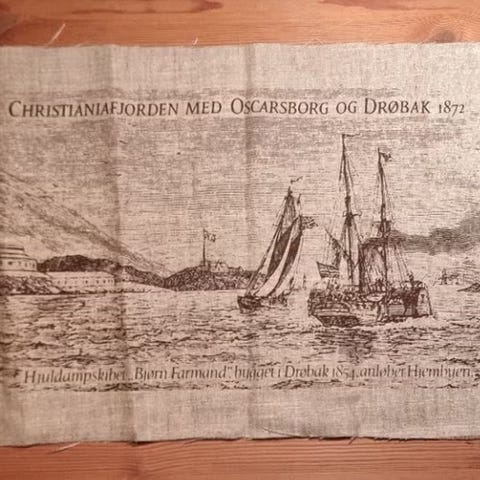 CHRISTIANIAFJORDEN MED OSCARSBORG OG DRØBAK 1872
Hjuldampskibet „Bjørn Farmand", bygget i Drøbak 1854, anløber Hjembyen.